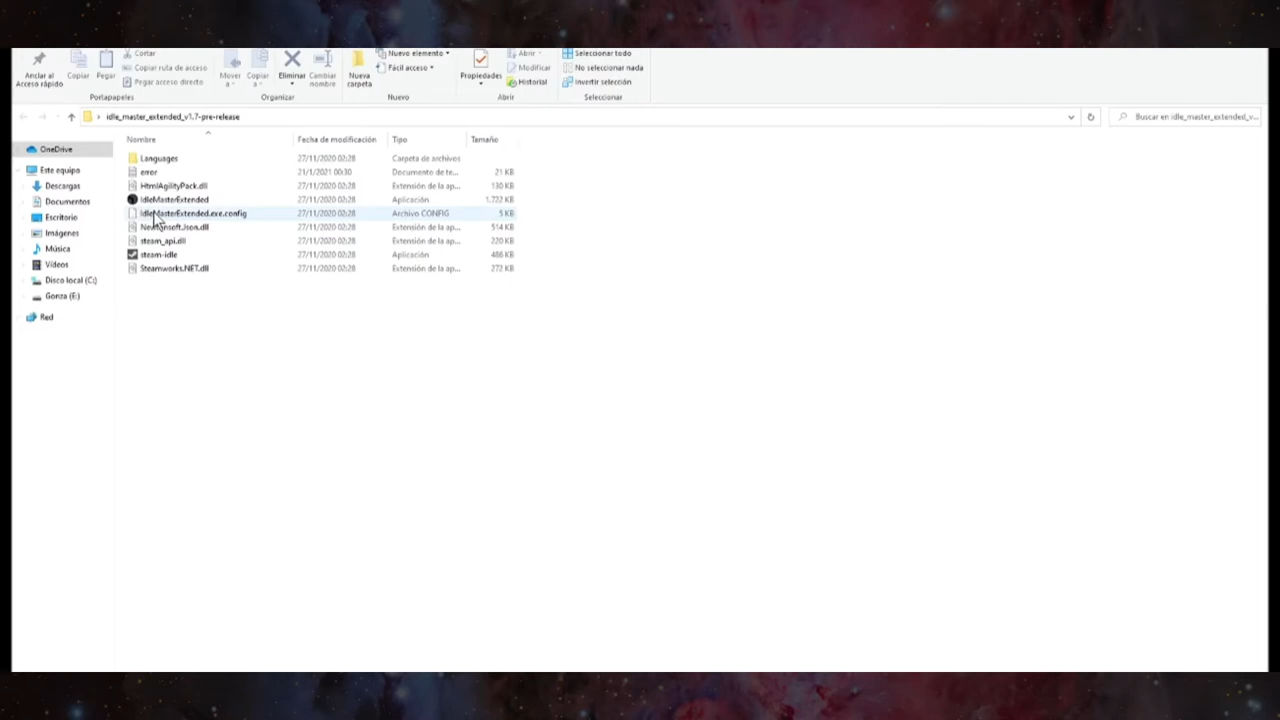 Anclar al Acceso rápido
Copiar
Pegar
Cortar
Copiar ruta de acceso
Pegar acceso directo
Portapapeles
Mover a
Copiar a
Eliminar
Cambiar nombre
Organizar
Nueva carpeta
Nuevo elemento
Fácil acceso
Nuevo
Propiedades
Abrir
Modificar
Historial
Abrir
Seleccionar todo
No seleccionar nada
Invertir selección
Seleccionar
idle_master_extended_v1.7-pre-release
Buscar en idle_master_extended_v...
OneDrive
Este equipo
Descargas
Documentos
Escritorio
Imágenes
Música
Vídeos
Disco local (C:)
Gonza (E:)
Red
Nombre Fecha de modificación Tipo Tamaño
Languages 27/11/2020 02:28 Carpeta de archivos
error 21/1/2021 00:30 Documento de te... 21 KB
HtmlAgilityPack.dll 27/11/2020 02:28 Extensión de la ap... 130 KB
IdleMasterExtended 27/11/2020 02:28 Aplicación 1.722 KB
IdleMasterExtended.exe.config 27/11/2020 02:28 Archivo CONFIG 5 KB
Newtonsoft.Json.dll 27/11/2020 02:28 Extensión de la ap... 514 KB
steam_api.dll 27/11/2020 02:28 Extensión de la ap... 220 KB
steam-idle 27/11/2020 02:28 Aplicación 486 KB
Steamworks.NET.dll 27/11/2020 02:28 Extensión de la ap... 272 KB